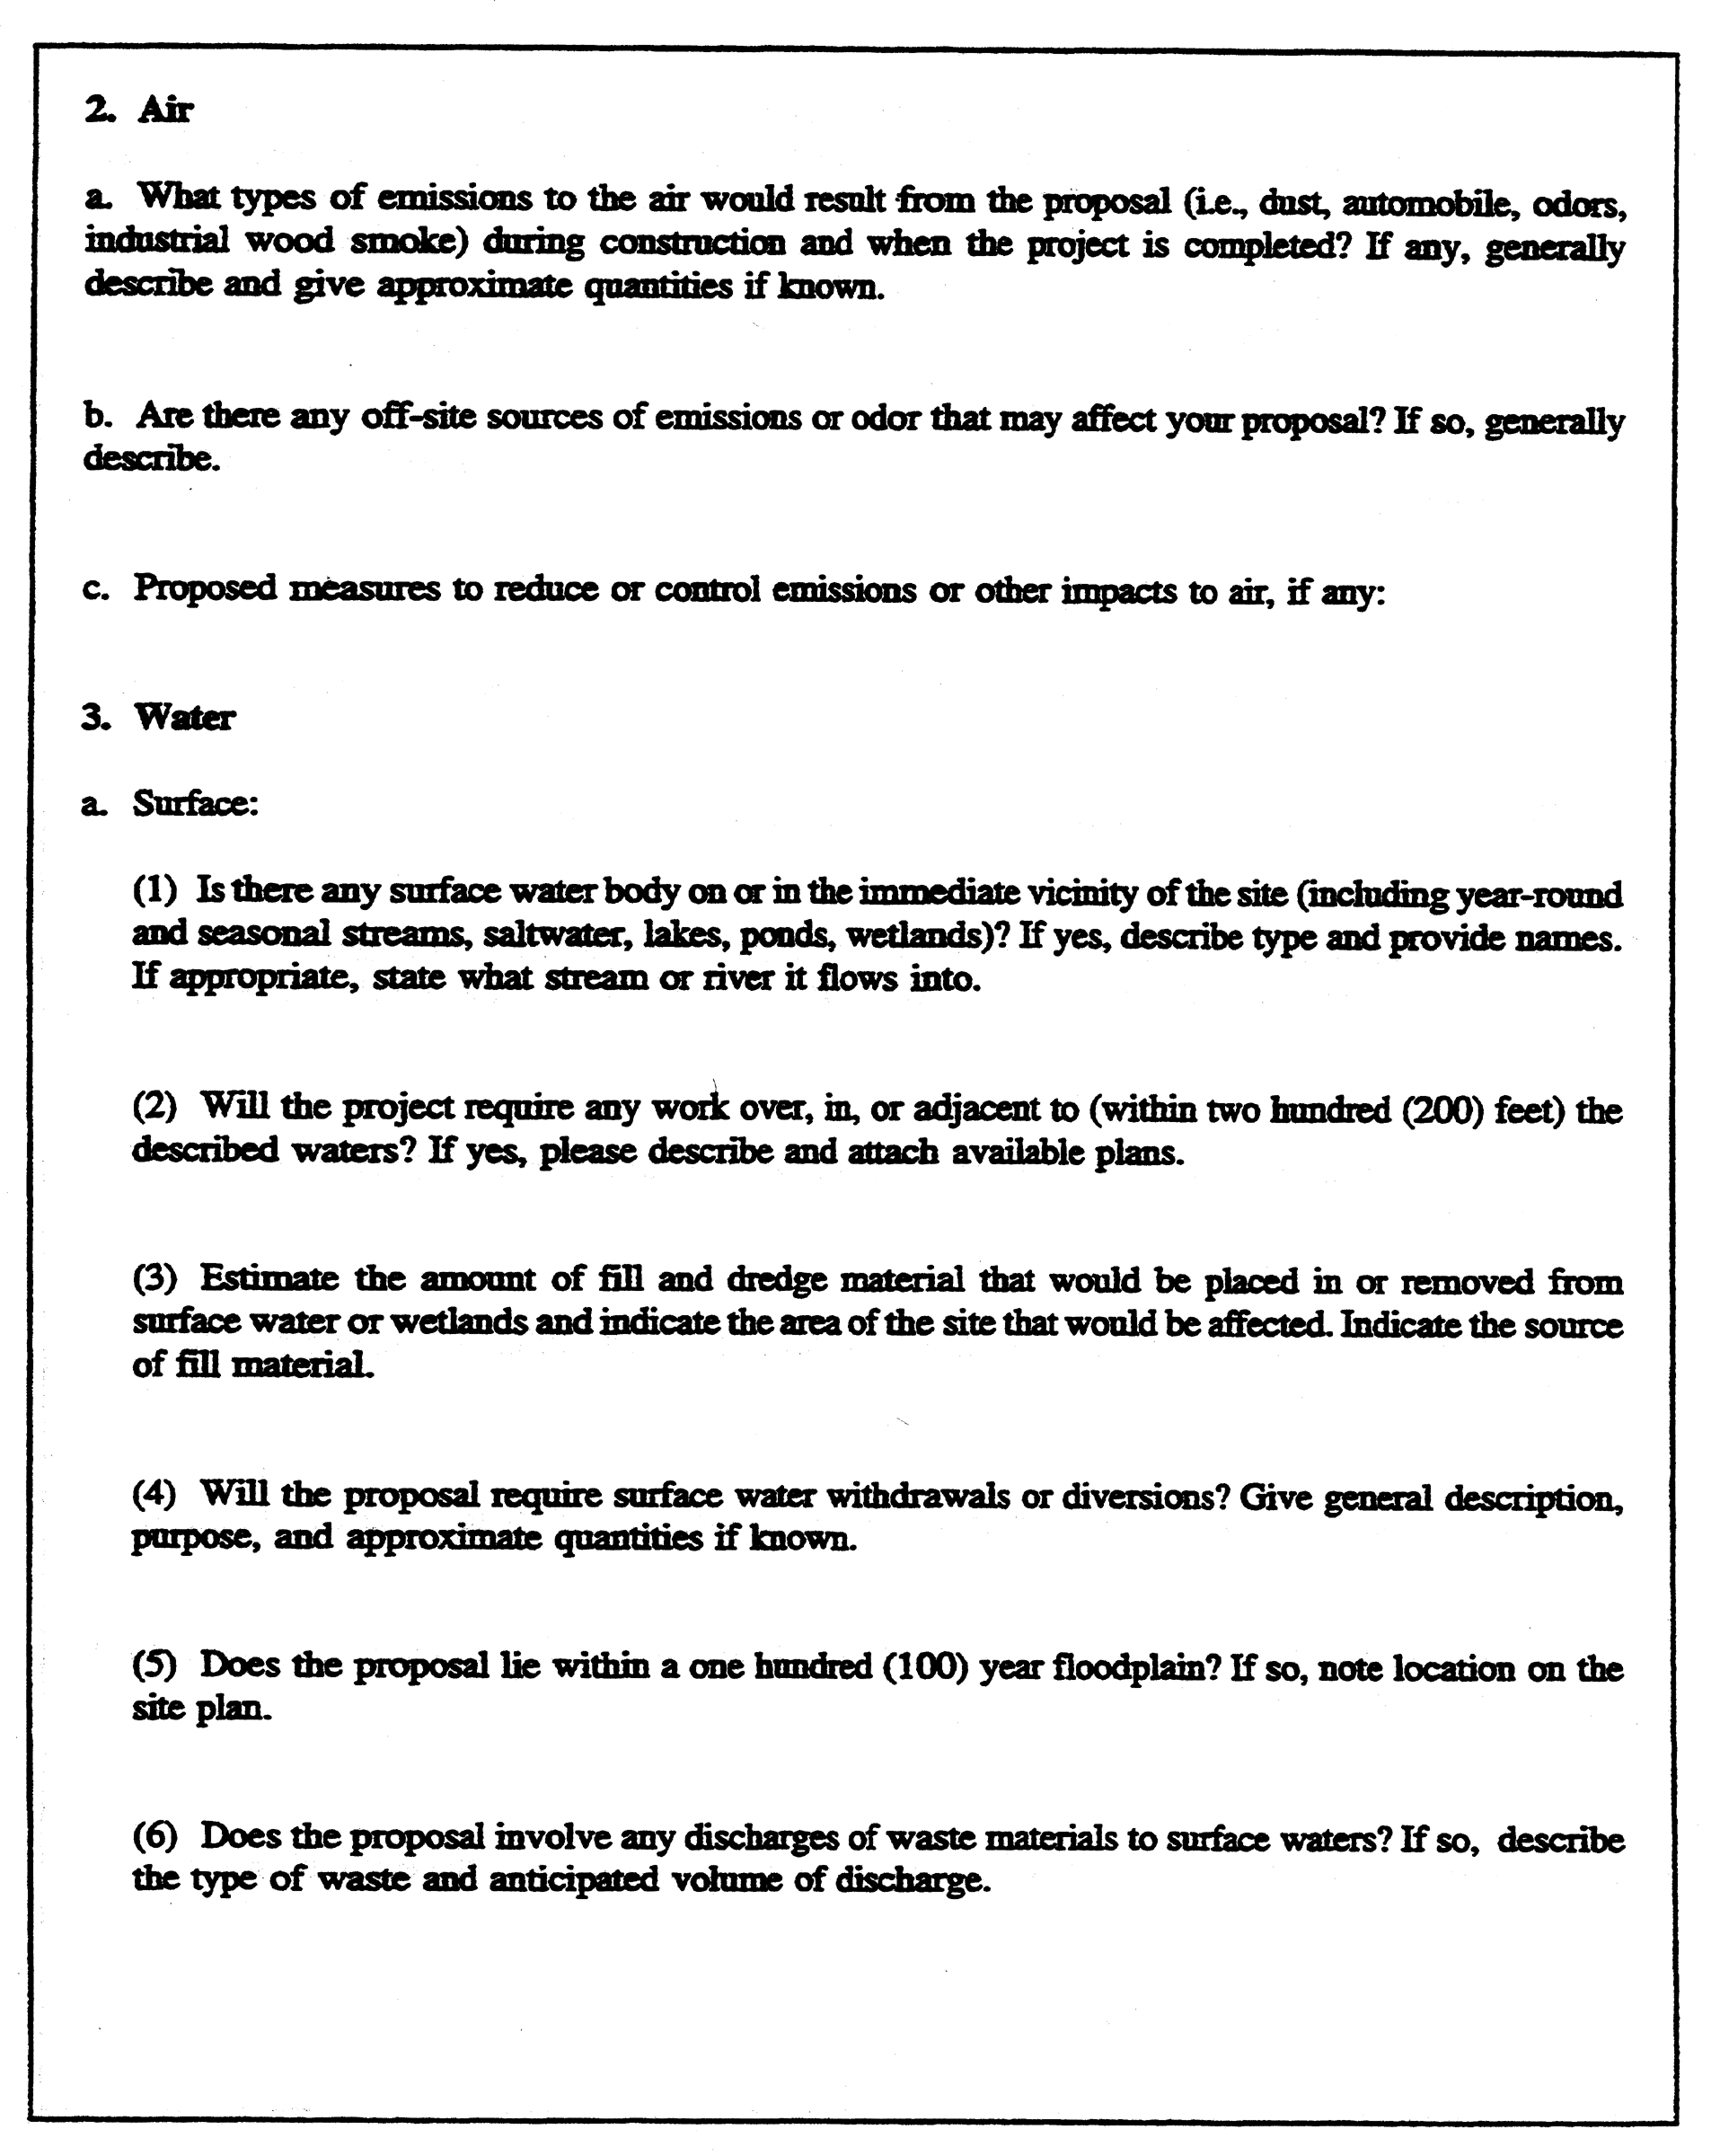 2. Air
a. What types of emissions to the air would result from the proposal (i.e., dust, automobile, odors,
industrial wood smoke) during construction and when the project is completed? If any, generally
describe and give approximate quantities if known.
b. Are there any off-site sources of emissions or odor that may affect your proposal? If so, generally
describe.
c. Proposed measures to reduce or control emissions or other impacts to air, if any:
3. Water
a. Surface:
(1) Is there any surface water body on or in the immediate vicinity of the site (including year-round
and seasonal streams, saltwater, lakes, ponds, wetlands)? If yes, describe type and provide names.
If appropriate, state what stream or river it flows into.
(2) Will the project require any work over, in, or adjacent to (within two hundred (200) feet) the
described waters? If yes, please describe and attach available plans.
(3) Estimate the amount of fill and dredge material that would be placed in or removed from
surface water or wetlands and indicate the area of the site that would be affected. Indicate the source
of fill material.
(4) Will the proposal require surface water withdrawals or diversions? Give general description,
purpose, and approximate quantities if known.
(5) Does the proposal lie within a one hundred (100) year floodplain? If so, note location on the
site plan.
(6) Does the proposal involve any discharges of waste materials to surface waters? If so, describe
the type of waste and anticipated volume of discharge.